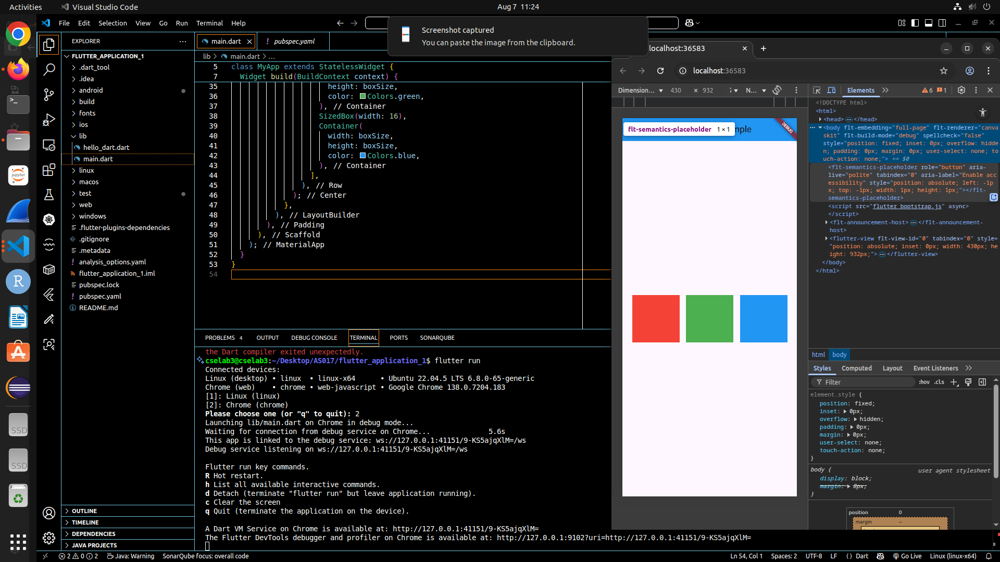 Activities
Visual Studio Code
Aug 7 11:24
File Edit Selection View Go Run Terminal Help
Screenshot captured
You can paste the image from the clipboard.
EXPLORER
FLUTTER_APPLICATION_1
.dart_tool
.idea
android
build
fonts
ios
lib
hello_dart.dart
main.dart
linux
macos
test
web
windows
.flutter-plugins-dependencies
.gitignore
.metadata
analysis_options.yaml
flutter_application_1.iml
pubspec.lock
pubspec.yaml
README.md
OUTLINE
TIMELINE
DEPENDENCIES
JAVA PROJECTS
main.dart
pubspec.yaml
lib > main.dart > ...
5 class MyApp extends StatelessWidget {
7 Widget build(BuildContext context) {
35 height: boxSize,
36 color: Colors.green,
37 ), // Container
38 SizedBox(width: 16),
39 Container(
40 width: boxSize,
41 height: boxSize,
42 color: Colors.blue,
43 ), // Container
44 ],
45 ), // Row
46 ); // Center
47 },
48 ), // LayoutBuilder
49 ), // Padding
50 ), // Scaffold
51 ); // MaterialApp
52 }
53 }
54
PROBLEMS 4 OUTPUT DEBUG CONSOLE TERMINAL PORTS SONARQUBE
the Dart compiler exited unexpectedly.
cselab3@cselab3:~/Desktop/AS017/flutter_application_1$ flutter run
Connected devices:
Linux (desktop) • linux • linux-x64 • Ubuntu 22.04.5 LTS 6.8.0-65-generic
Chrome (web) • chrome • web-javascript • Google Chrome 138.0.7204.183
[1]: Linux (linux)
[2]: Chrome (chrome)
Please choose one (or "q" to quit): 2
Launching lib/main.dart on Chrome in debug mode...
Waiting for connection from debug service on Chrome... 5.6s
This app is linked to the debug service: ws://127.0.0.1:41151/9-KS5ajqXlM=/ws
Debug service listening on ws://127.0.0.1:41151/9-KS5ajqXlM=/ws
Flutter run key commands.
R Hot restart.
h List all available interactive commands.
d Detach (terminate "flutter run" but leave application running).
c Clear the screen
q Quit (terminate the application on the device).
A Dart VM Service on Chrome is available at: http://127.0.0.1:41151/9-KS5ajqXlM=
The Flutter DevTools debugger and profiler on Chrome is available at: http://127.0.0.1:9102?uri=http://127.0.0.1:41151/9-KS5ajqXlM=
localhost:36583
localhost:36583
Dimension... 430 × 932 N...
flt-semantics-placeholder 1 × 1
mple
DEBUG
Elements
6 1
<!DOCTYPE html>
<html>
<head> </head>
<body flt-embedding="full-page" flt-renderer="canva
skit" flt-build-mode="debug" spellcheck="false"
style="position: fixed; inset: 0px; overflow: hidde
n; padding: 0px; margin: 0px; user-select: none; to
uch-action: none;"> == $0
<flt-semantics-placeholder role="button" aria-
live="polite" tabindex="0" aria-label="Enable acc
essibility" style="position: absolute; left: -1p
x; top: -1px; width: 1px; height: 1px;"></flt-
semantics-placeholder>
<script src="flutter_bootstrap.js" async>
</script>
<flt-announcement-host> </flt-announcement-
host>
<flutter-view flt-view-id="0" tabindex="0" style=
"position: absolute; inset: 0px; width: 430px; he
ight: 932px;"> </flutter-view>
</body>
</html>
html body
Styles Computed Layout Event Listeners
Filter :hov .cls
element.style {
position: fixed;
inset: 0px;
overflow: hidden;
padding: 0px;
margin: 0px;
user-select: none;
touch-action: none;
}
body { user agent stylesheet
display: block;
margin: 8px;
}
position 0
margin –
jupyter
R
SSD
SSD
2 0 2 Java: Warning SonarQube focus: overall code
Ln 54, Col 1 Spaces: 2 UTF-8 LF {} Dart Go Live Linux (linux-x64)